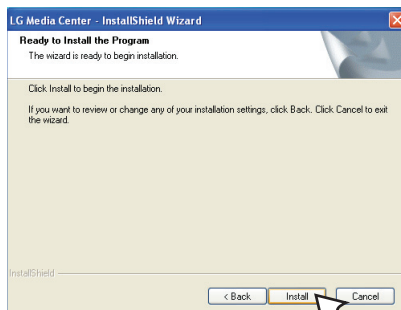 LG Media Center - InstallShield Wizard
Ready to Install the Program
The wizard is ready to begin installation.
Click Install to begin the installation.
If you want to review or change any of your installation settings, click Back. Click Cancel to exit
the wizard.
InstallShield
< Back Install Cancel